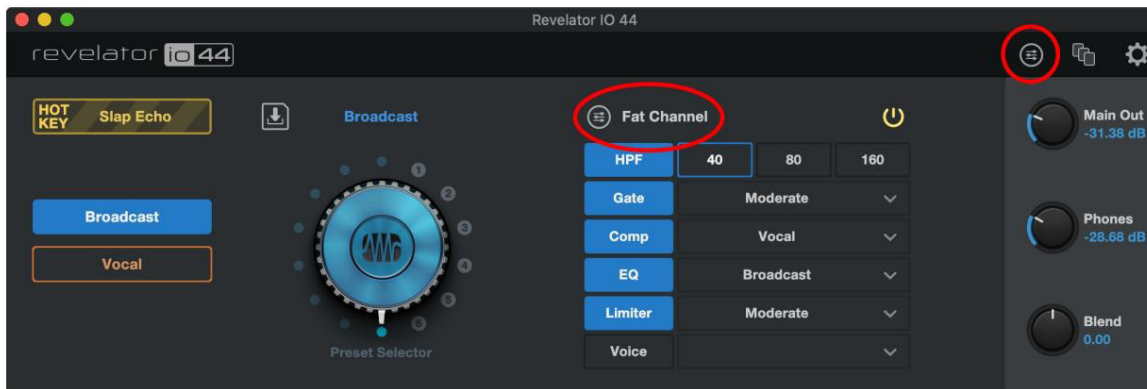 Revelator IO 44
revelator io 44
HOT KEY Slap Echo
Broadcast
Fat Channel
Main Out
-31.38 dB
HPF 40 80 160
Gate Moderate
Comp Vocal
EQ Broadcast
Limiter Moderate
Voice
Broadcast
Vocal
1
2
3
4
5
6
Preset Selector
Phones
-28.68 dB
Blend
0.00